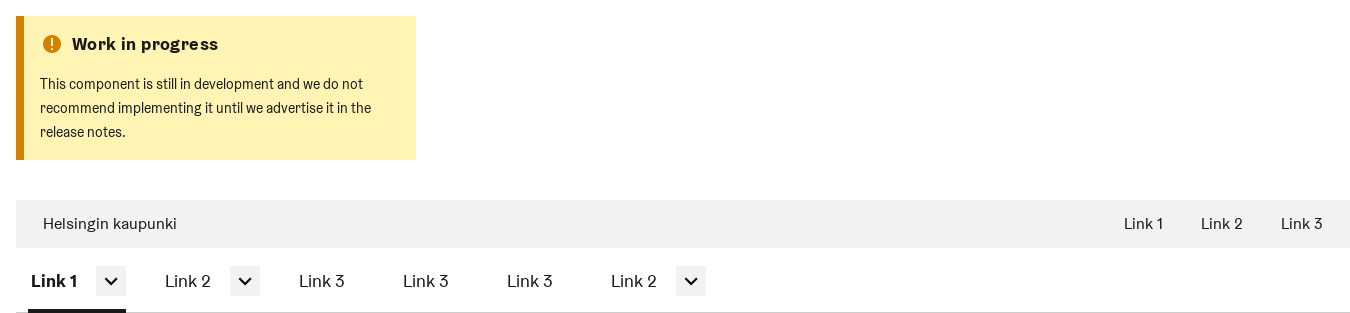 Work in progress
This component is still in development and we do not
recommend implementing it until we advertise it in the
release notes.
Helsingin kaupunki Link 1 Link 2 Link 3
Link 1 Link 2 Link 3 Link 3 Link 3 Link 2